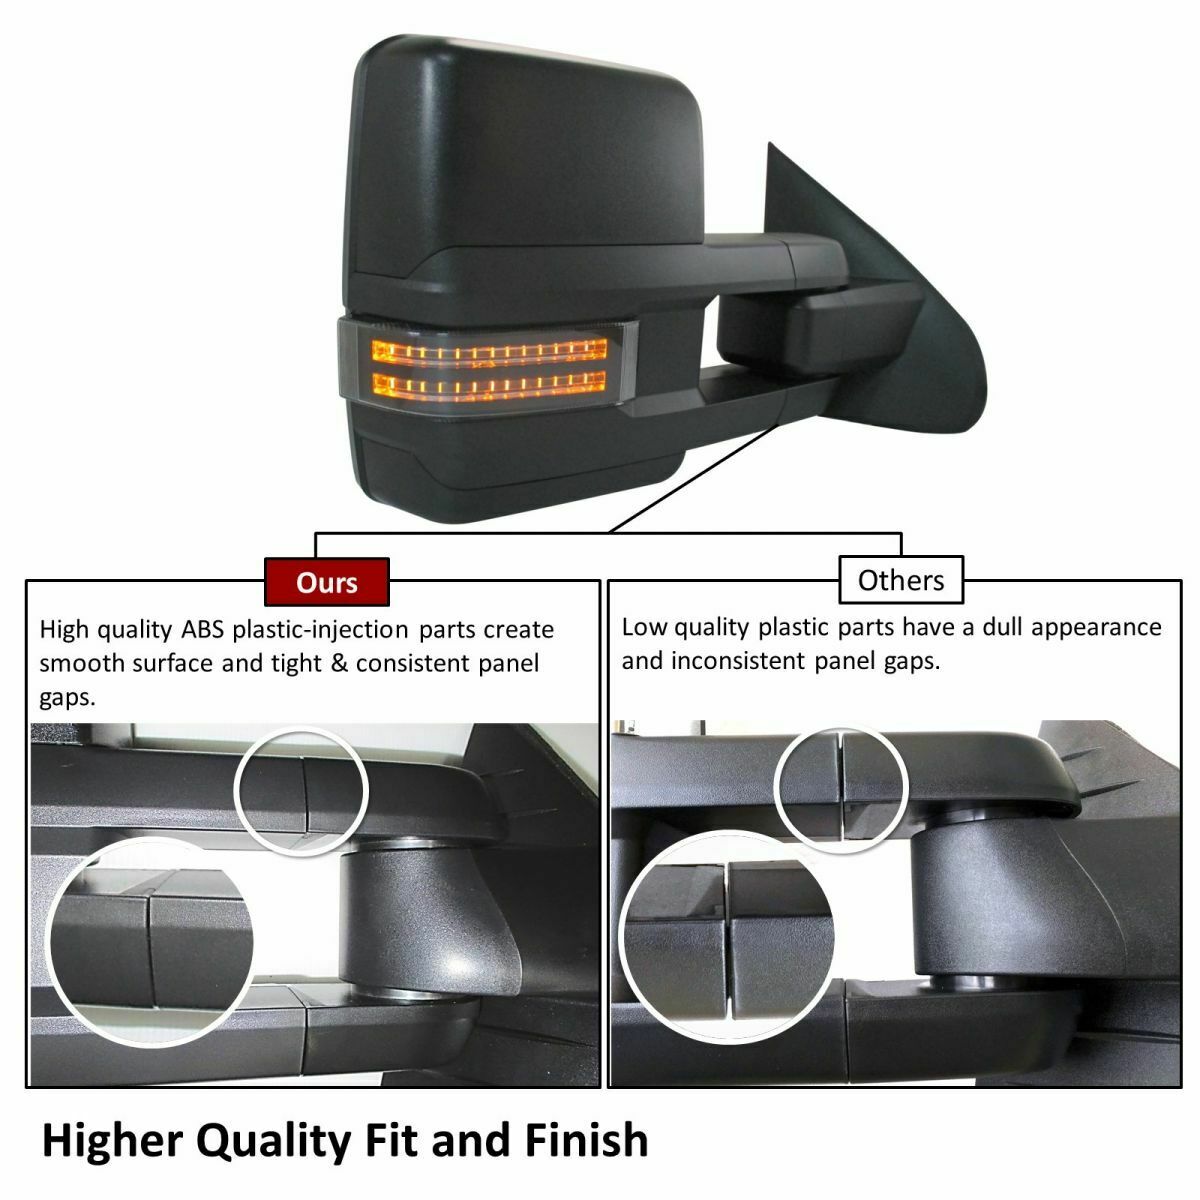 Ours
High quality ABS plastic-injection parts create
smooth surface and tight & consistent panel
gaps.
Others
Low quality plastic parts have a dull appearance
and inconsistent panel gaps.
Higher Quality Fit and Finish